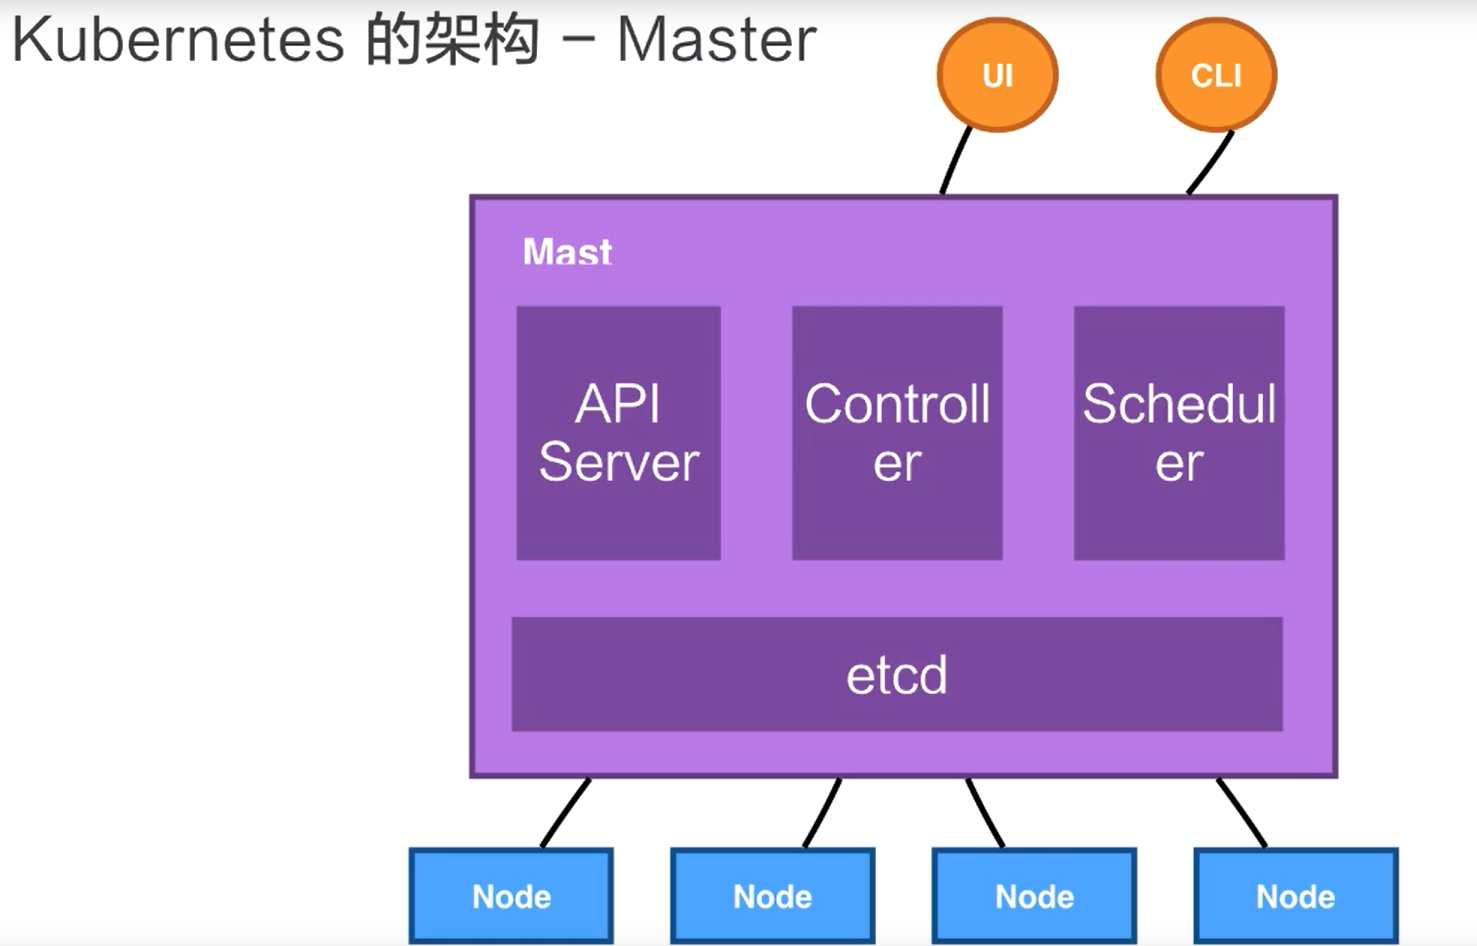 Kubernetes 的架构 – Master
UI
CLI
Mast
API
Server
Controll
er
Schedul
er
etcd
Node
Node
Node
Node